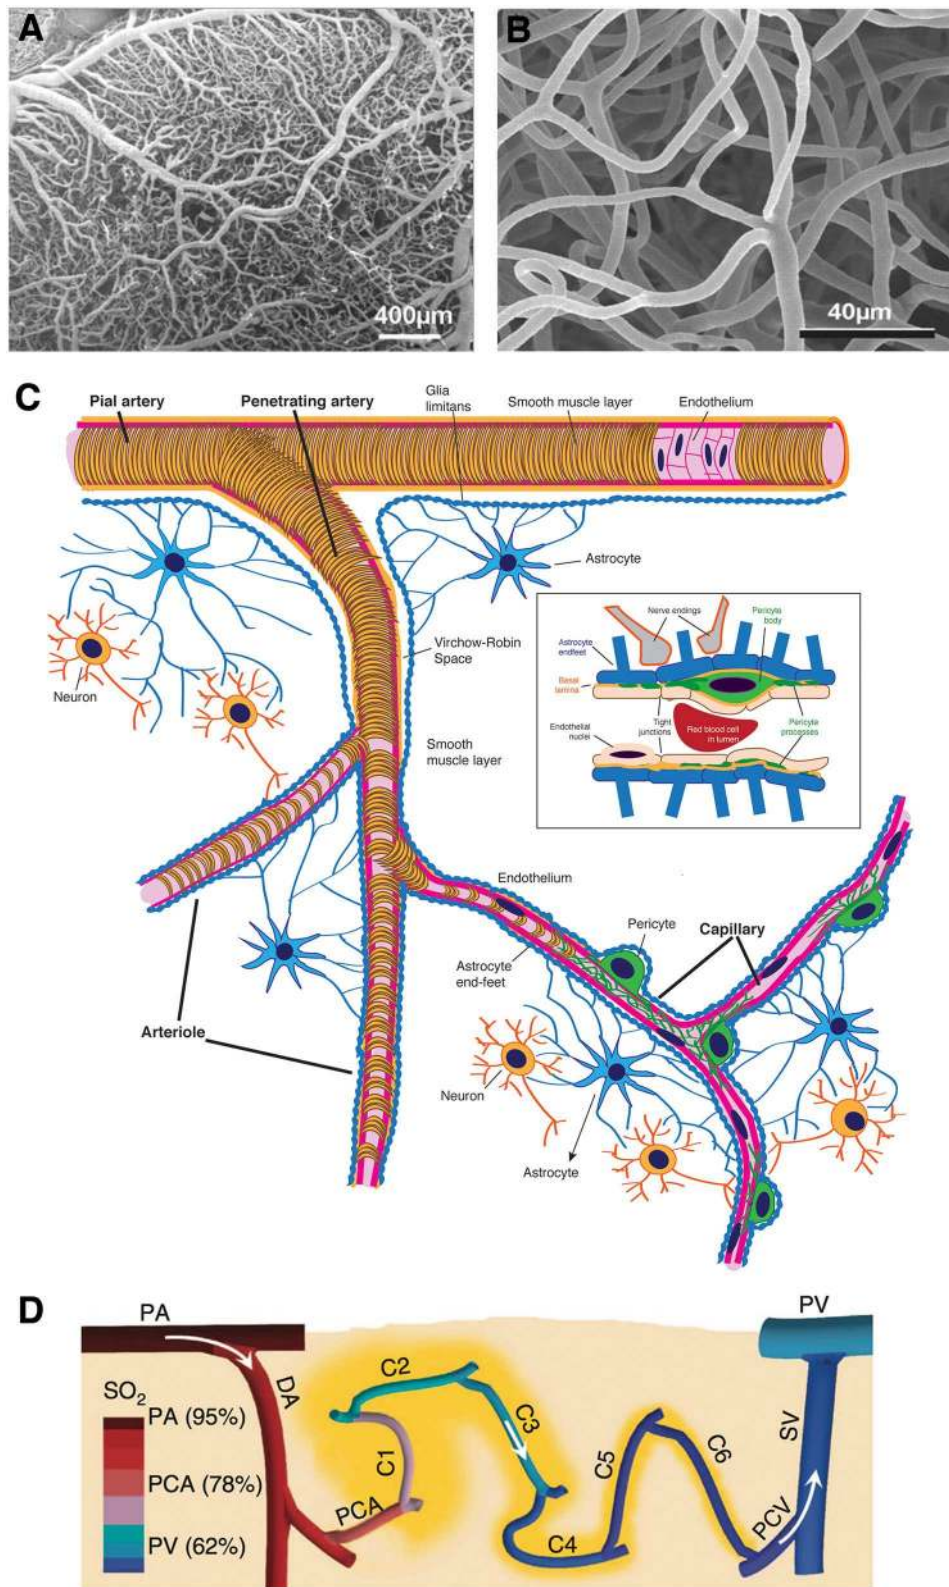 A
400µm
B
40µm
C
Pial artery
Penetrating artery
Glia
limitans
Smooth muscle layer
Endothelium
Astrocyte
Neuron
Virchow-Robin
Space
Smooth
muscle layer
Nerve endings
Pericyte
body
Astrocyte
endfeet
Basal
lamina
Endothelial
nuclei
Tight
junctions
Red blood cell
in lumen
Pericyte
processes
Endothelium
Pericyte
Capillary
Astrocyte
end-feet
Arteriole
Neuron
Astrocyte
D
PA
PV
SO2
PA (95%)
PCA (78%)
PV (62%)
DA
PCA
C1
C2
C3
C4
C5
C6
PCV
SV